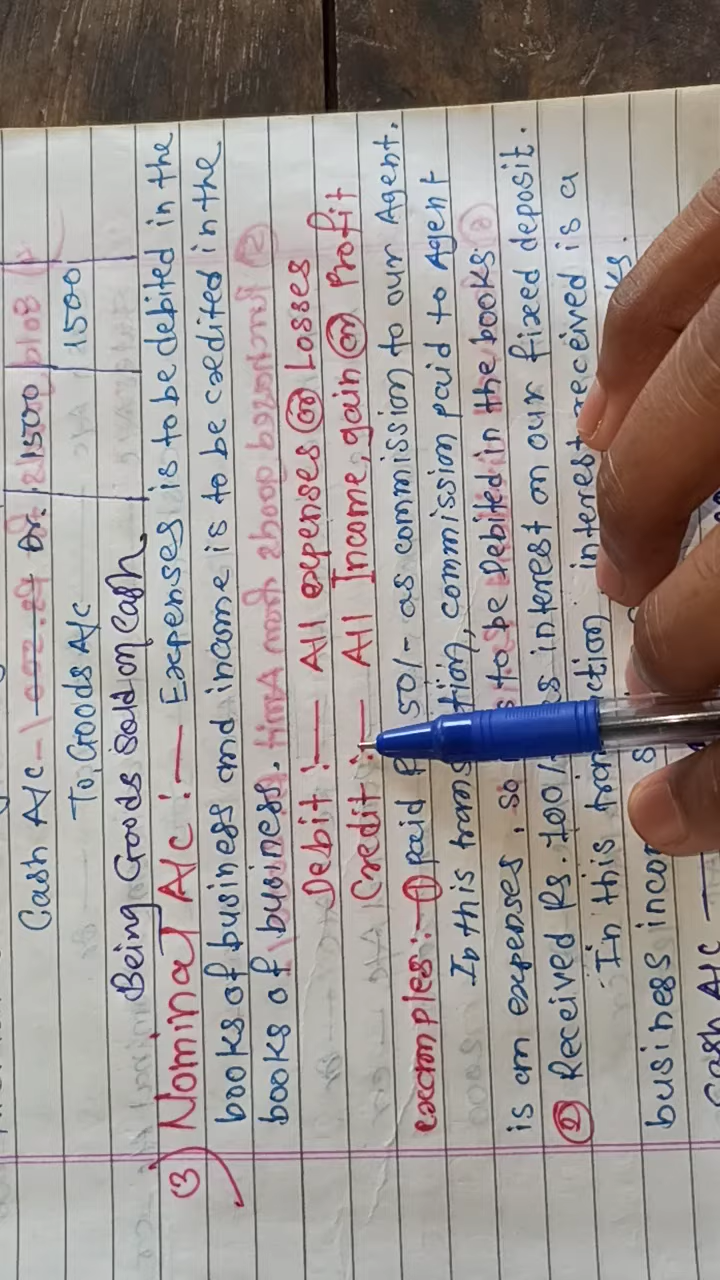 Cash A/c - Dr. 1500
To, Goods A/c 1500
Being Goods Sold on Cash
③ Nominal A/c :— Expenses is to be debited in the
books of business and income is to be credited in the
books of business.
Debit :— All expenses or Losses
Credit :— All Income, gain or Profit
examples:- ① paid 50/- as commission to our Agent.
In this commission paid to Agent
is an expenses, so to be Debited in the books.
② Received Rs. 100/- interest on our fixed deposit.
In this interest received is a
business
Cash A/c